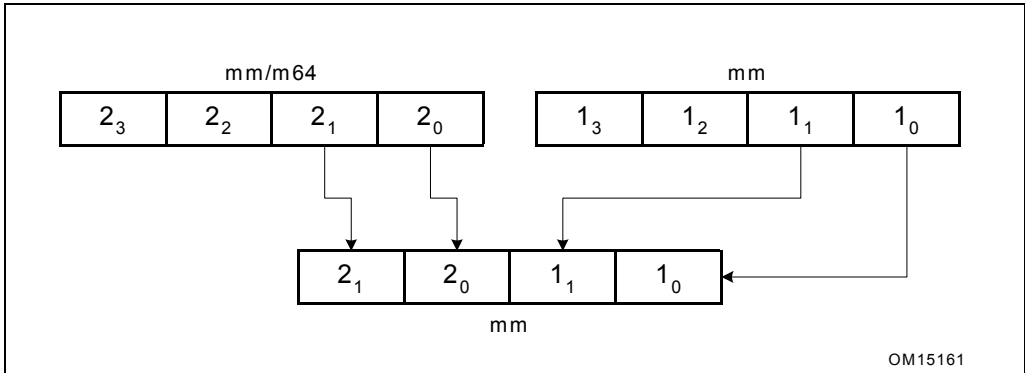 mm/m64 mm
2₃ 2₂ 2₁ 2₀ 1₃ 1₂ 1₁ 1₀
2₁ 2₀ 1₁ 1₀
mm
OM15161